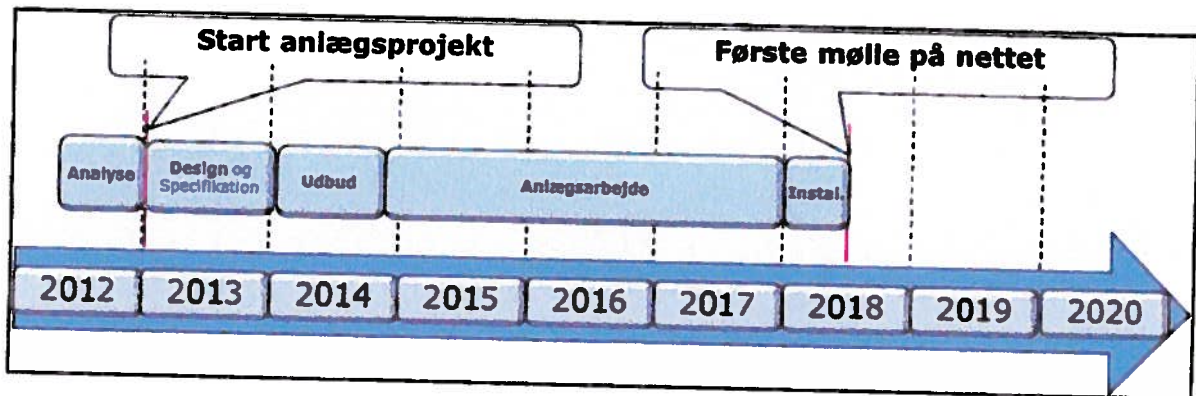 Start anlægsprojekt
Første mølle på nettet
Analyse
Design og
Specifikation
Udbud
Anlægsarbejde
Instal.
2012
2013
2014
2015
2016
2017
2018
2019
2020